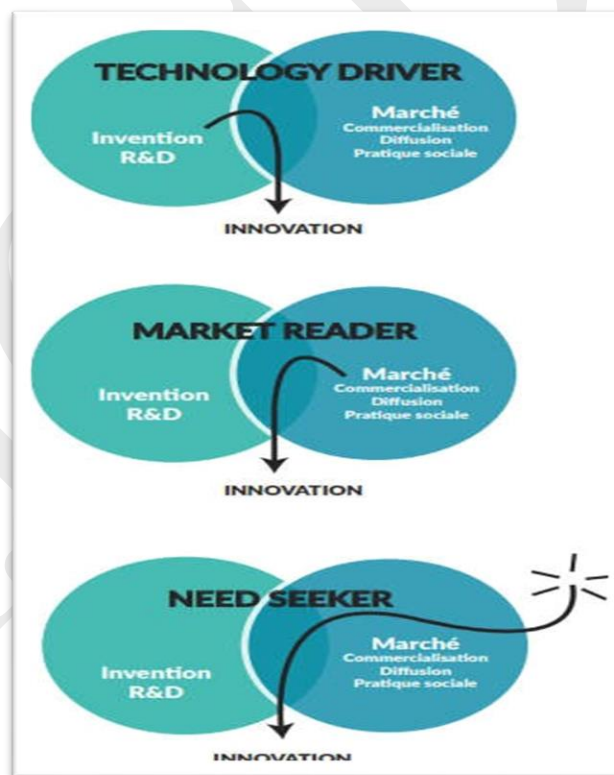 TECHNOLOGY DRIVER
Invention
R&D
Marché
Commercialisation
Diffusion
Pratique sociale
INNOVATION
MARKET READER
Invention
R&D
Marché
Commercialisation
Diffusion
Pratique sociale
INNOVATION
NEED SEEKER
Invention
R&D
Marché
Commercialisation
Diffusion
Pratique sociale
INNOVATION